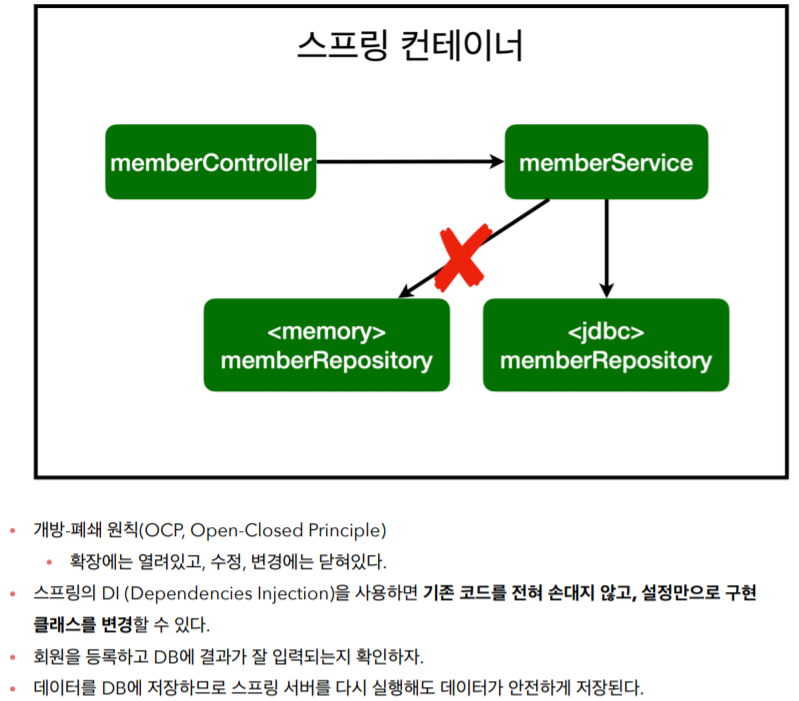 스프링 컨테이너
memberController
memberService
<memory>
memberRepository
<jdbc>
memberRepository
• 개방-폐쇄 원칙(OCP, Open-Closed Principle)
• 확장에는 열려있고, 수정, 변경에는 닫혀있다.
• 스프링의 DI (Dependencies Injection)을 사용하면 기존 코드를 전혀 손대지 않고, 설정만으로 구현
클래스를 변경할 수 있다.
• 회원을 등록하고 DB에 결과가 잘 입력되는지 확인하자.
• 데이터를 DB에 저장하므로 스프링 서버를 다시 실행해도 데이터가 안전하게 저장된다.